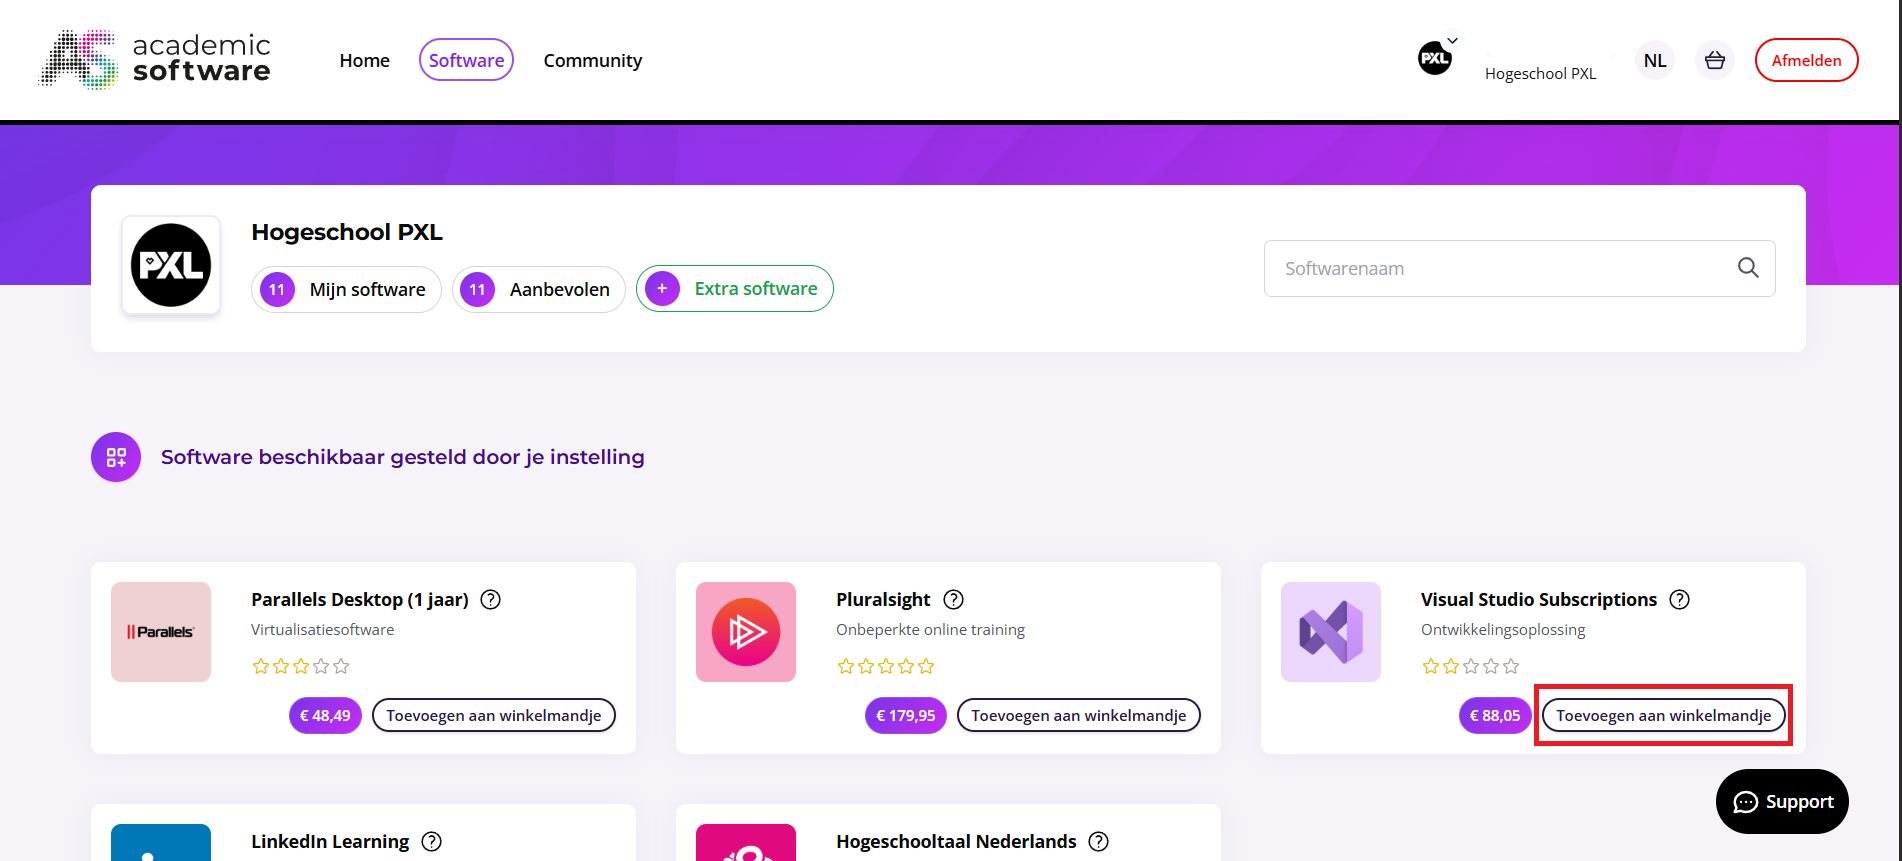 academic
software
Home
Software
Community
PXL
Hogeschool PXL
NL
Afmelden
PXL
Hogeschool PXL
11 Mijn software
11 Aanbevolen
+ Extra software
Softwarenaam
Software beschikbaar gesteld door je instelling
Parallels
Parallels Desktop (1 jaar) ?
Virtualisatiesoftware
€ 48,49
Toevoegen aan winkelmandje
Pluralsight ?
Onbeperkte online training
€ 179,95
Toevoegen aan winkelmandje
Visual Studio Subscriptions ?
Ontwikkelingsoplossing
€ 88,05
Toevoegen aan winkelmandje
Support
LinkedIn Learning ?
Hogeschooltaal Nederlands ?